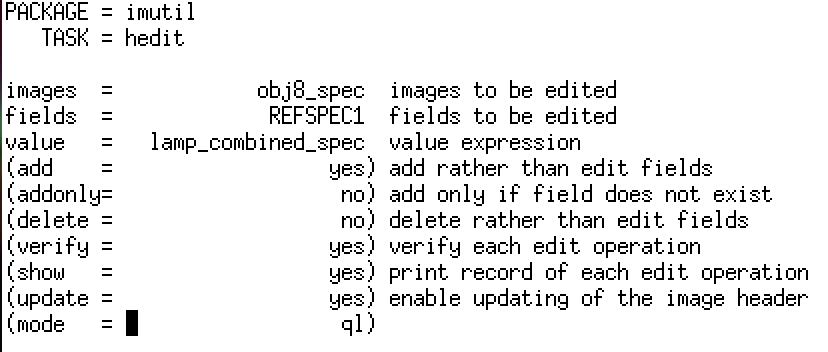 PACKAGE = imutil
TASK = hedit
images = obj8_spec images to be edited
fields = REFSPEC1 fields to be edited
value = lamp_combined_spec value expression
(add = yes) add rather than edit fields
(addonly= no) add only if field does not exist
(delete = no) delete rather than edit fields
(verify = yes) verify each edit operation
(show = yes) print record of each edit operation
(update = yes) enable updating of the image header
(mode = ql)